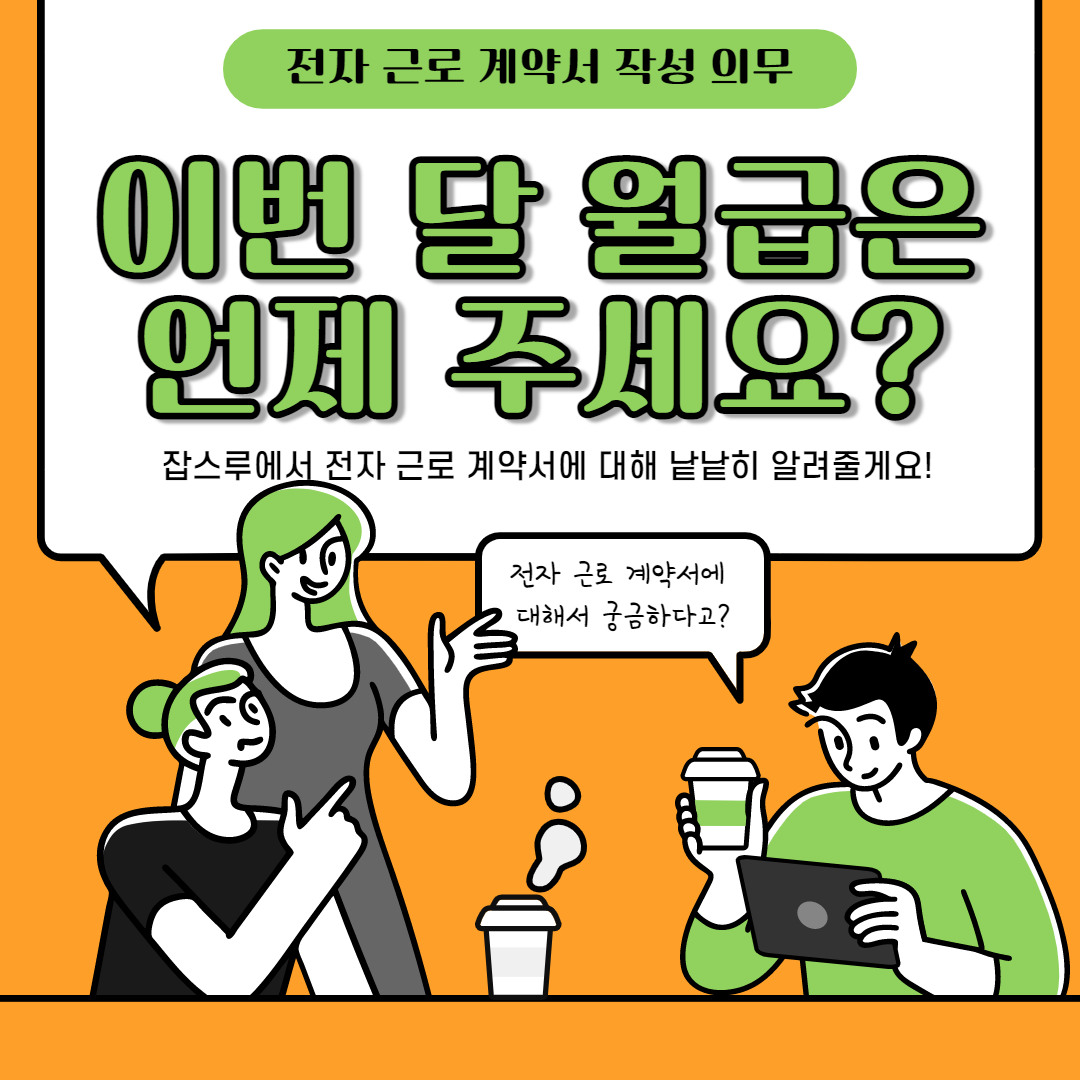 전자 근로 계약서 작성 의무
이번 달 월급은
언제 주세요?
잡스루에서 전자 근로 계약서에 대해 낱낱히 알려줄게요!
전자 근로 계약서에
대해서 궁금하다고?